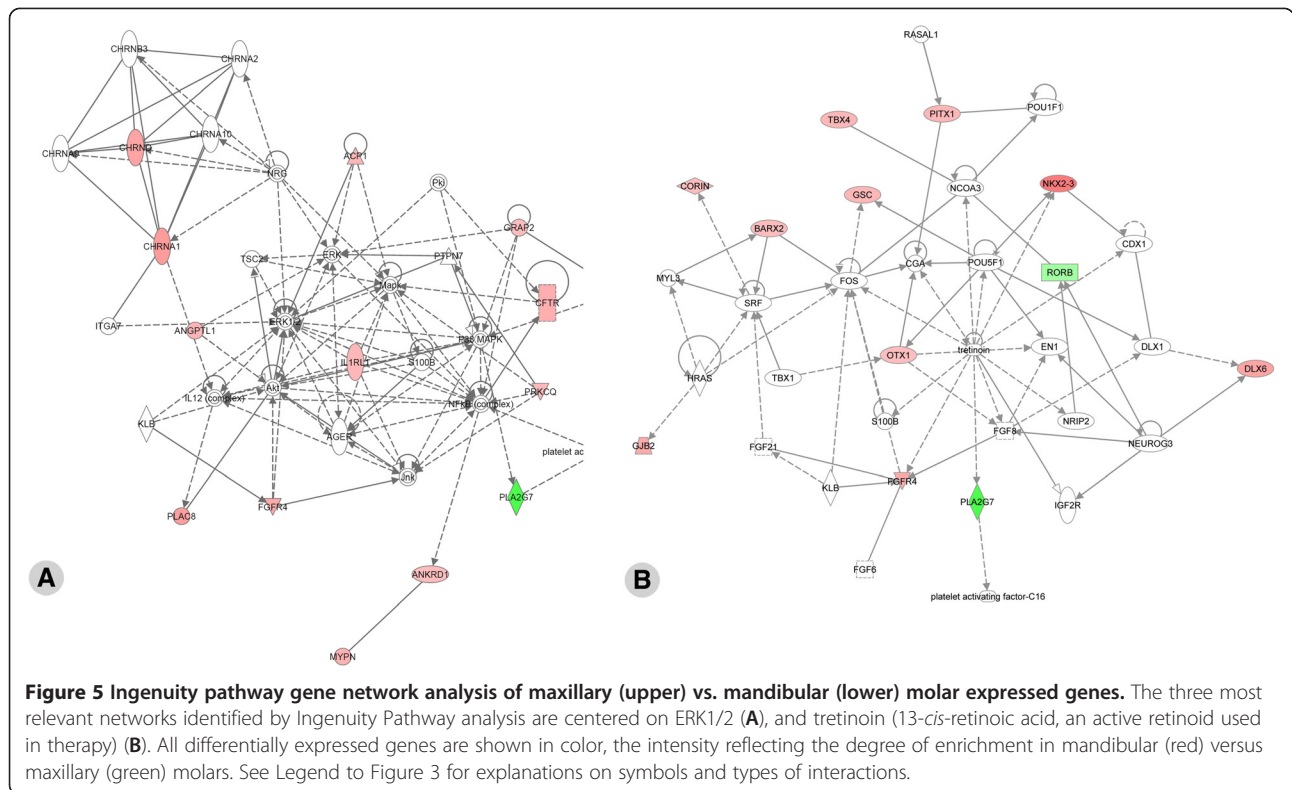 CHRNB3
CHRNA2
CHRNA10
CHRNA9
CHRND
NRG
ACP1
Pki
CHRNA1
GRAP2
TSC2
ERK
PTPN7
Mapk
CFTR
ITGA7
ANGPTL1
ERK1/2
P38 MAPK
IL1RL1
S100B
Akt
PRKCQ
IL12 (complex)
NFkB (complex)
KLB
AGER
platelet ac
Jnk
PLA2G7
PLAC8
FGFR4
ANKRD1
MYPN
A
RASAL1
TBX4
PITX1
POU1F1
CORIN
GSC
NCOA3
NKX2-3
BARX2
CDX1
MYL3
FOS
CGA
POU5F1
RORB
SRF
HRAS
TBX1
OTX1
tretinoin
EN1
DLX1
DLX6
S100B
FGF8
NRIP2
GJB2
FGF21
NEUROG3
KLB
FGFR4
PLA2G7
IGF2R
FGF6
platelet activating factor-C16
B
Figure 5 Ingenuity pathway gene network analysis of maxillary (upper) vs. mandibular (lower) molar expressed genes. The three most
relevant networks identified by Ingenuity Pathway analysis are centered on ERK1/2 (A), and tretinoin (13-cis-retinoic acid, an active retinoid used
in therapy) (B). All differentially expressed genes are shown in color, the intensity reflecting the degree of enrichment in mandibular (red) versus
maxillary (green) molars. See Legend to Figure 3 for explanations on symbols and types of interactions.